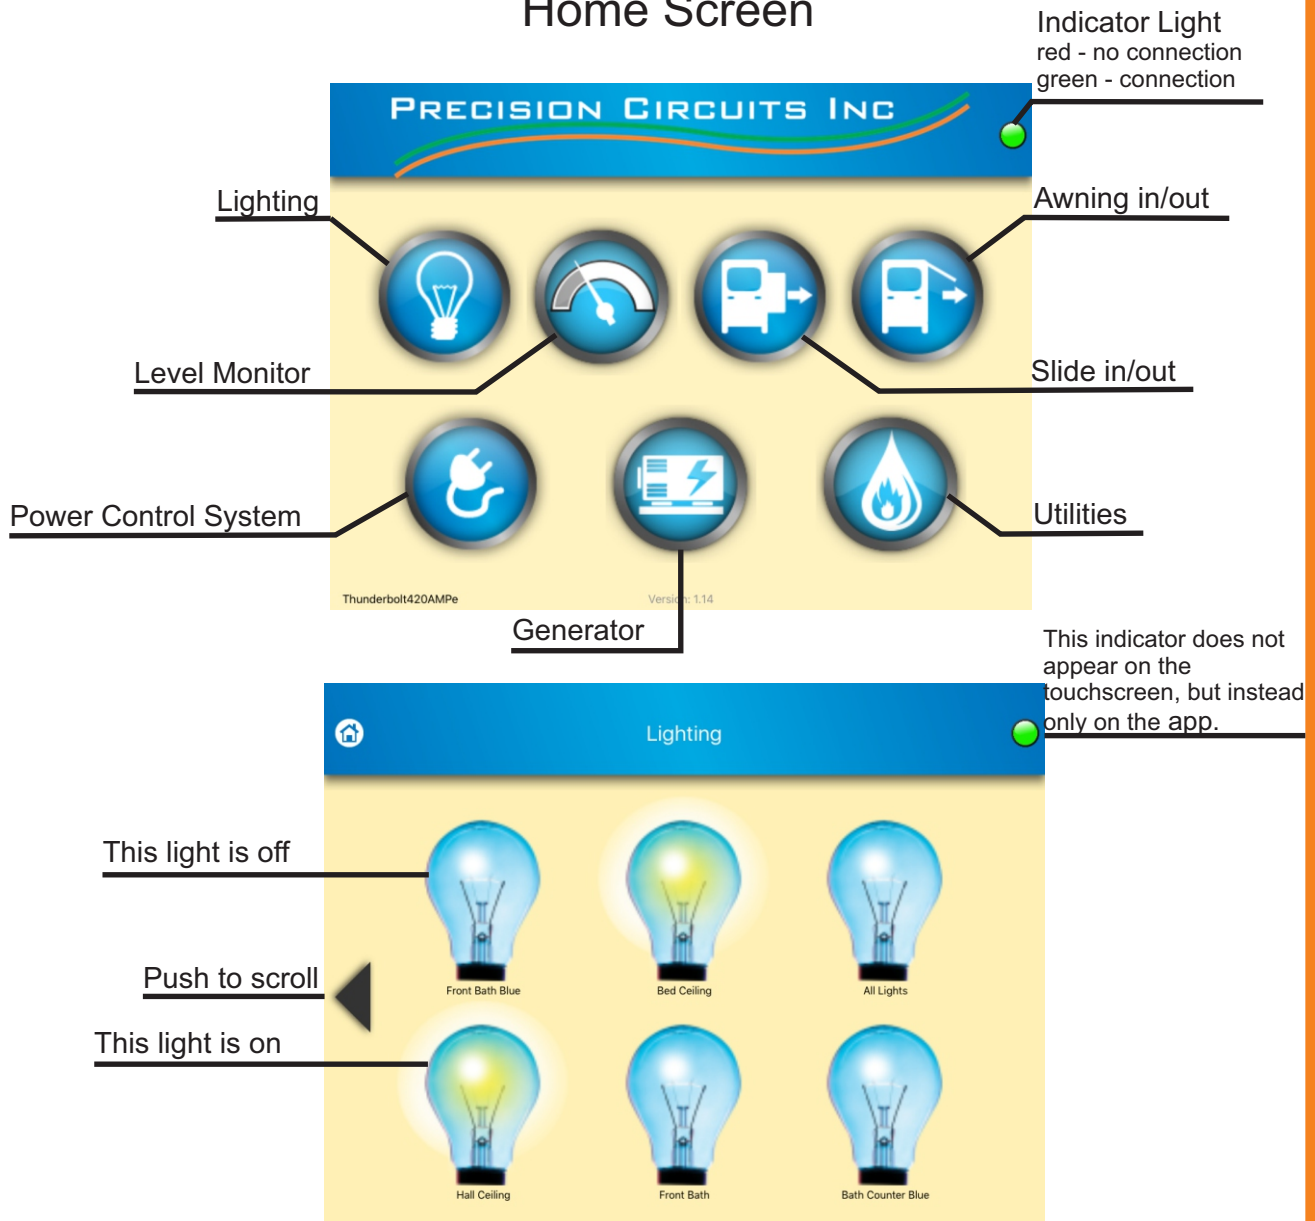 Home Screen
Indicator Light
red - no connection
green - connection
PRECISION CIRCUITS INC
Lighting
Awning in/out
Level Monitor
Slide in/out
Power Control System
Utilities
Thunderbolt420AMPe
Version: 1.14
Generator
This indicator does not
appear on the
touchscreen, but instead
only on the app.
Lighting
This light is off
Push to scroll
Front Bath Blue
Bed Ceiling
All Lights
This light is on
Hall Ceiling
Front Bath
Bath Counter Blue